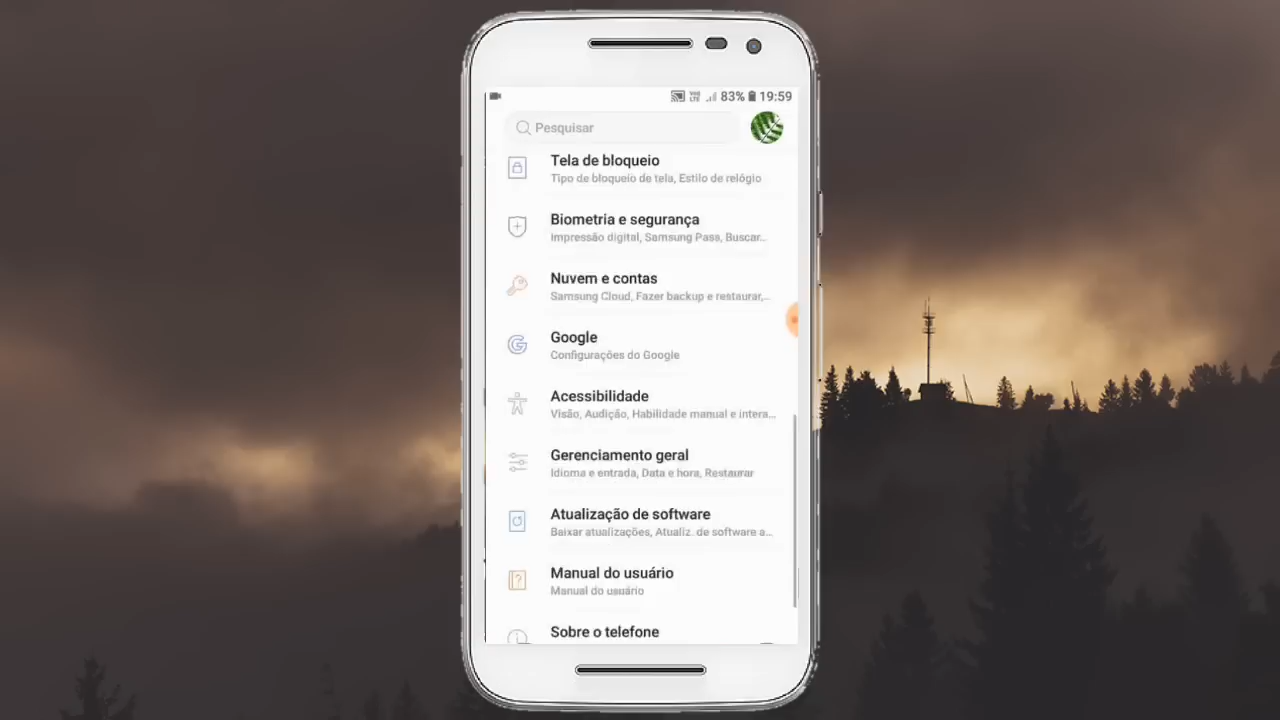 VoD LTE 83% 19:59
Pesquisar
Tela de bloqueio
Tipo de bloqueio de tela, Estilo de relógio
Biometria e segurança
Impressão digital, Samsung Pass, Buscar...
Nuvem e contas
Samsung Cloud, Fazer backup e restaurar,...
Google
Configurações do Google
Acessibilidade
Visão, Audição, Habilidade manual e intera...
Gerenciamento geral
Idioma e entrada, Data e hora, Restaurar
Atualização de software
Baixar atualizações, Atualiz. de software a...
Manual do usuário
Manual do usuário
Sobre o telefone